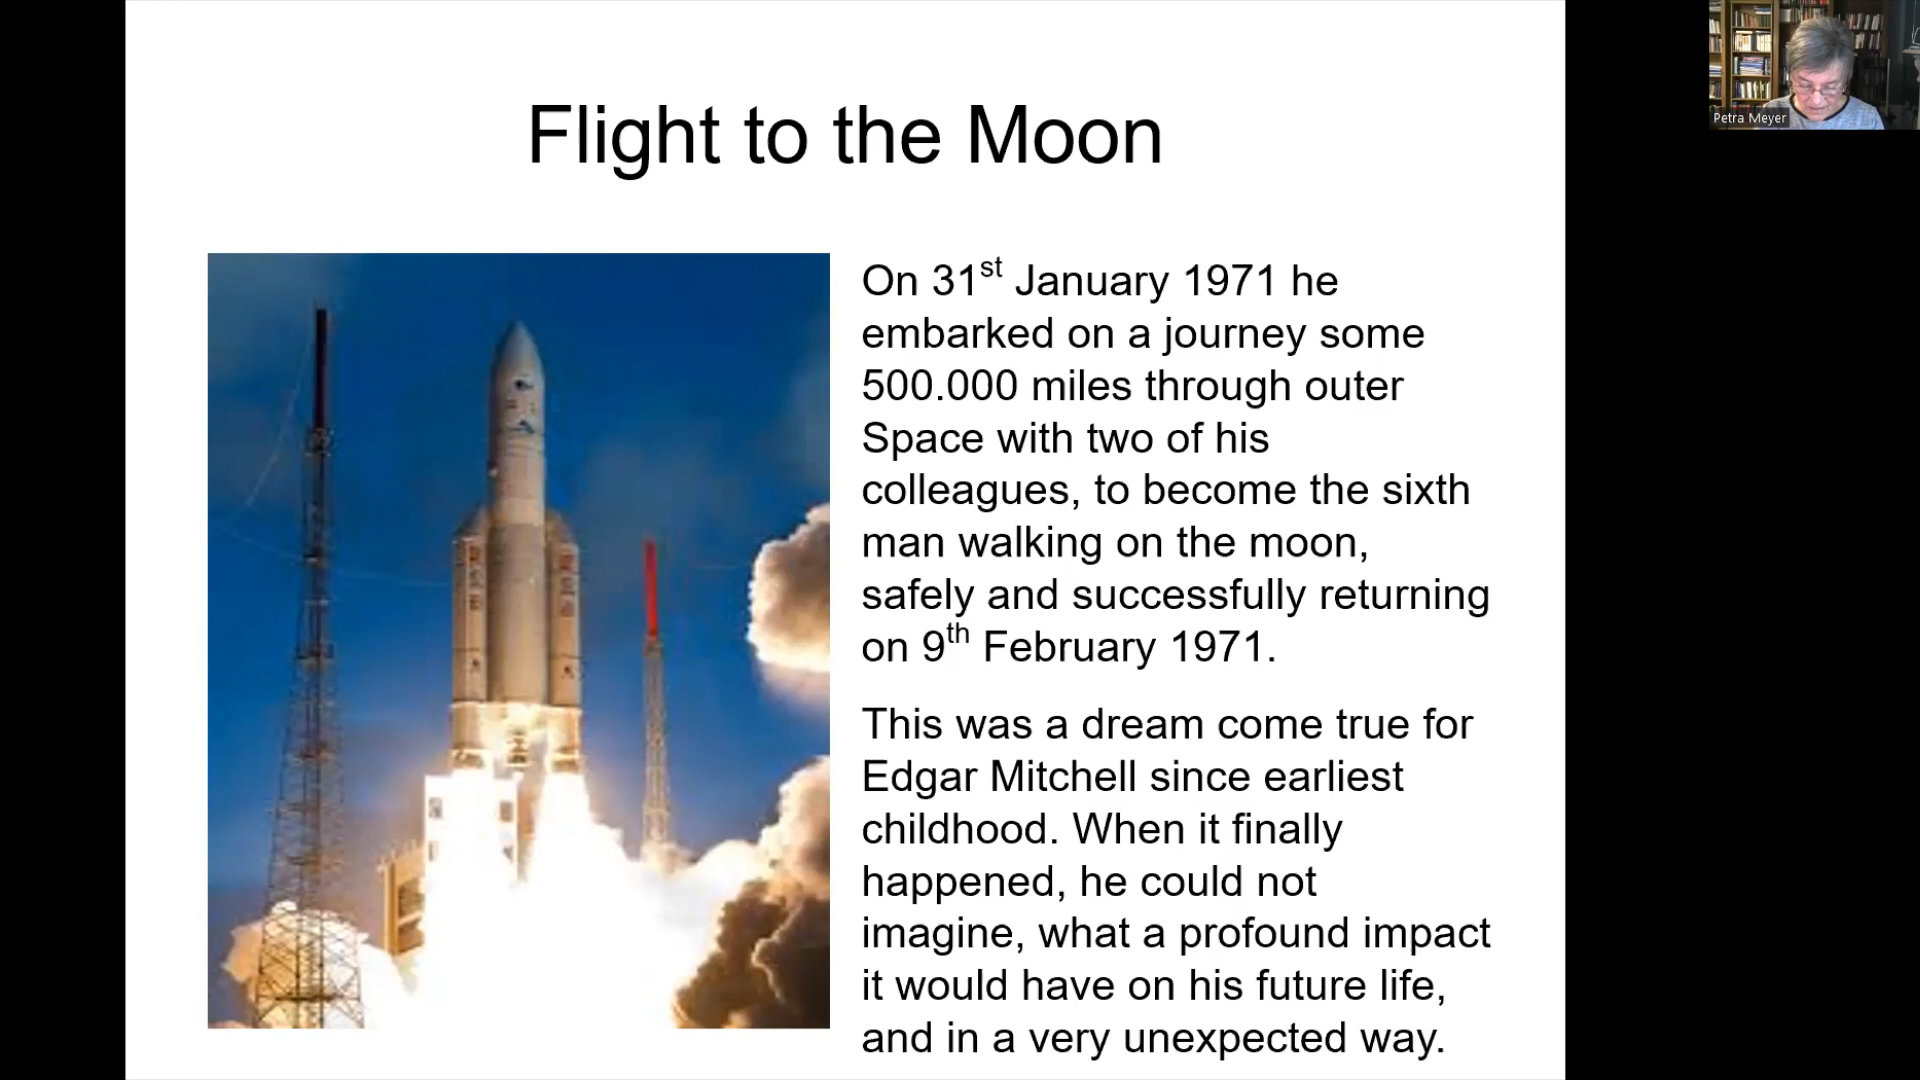 Flight to the Moon
On 31st January 1971 he
embarked on a journey some
500.000 miles through outer
Space with two of his
colleagues, to become the sixth
man walking on the moon,
safely and successfully returning
on 9th February 1971.
This was a dream come true for
Edgar Mitchell since earliest
childhood. When it finally
happened, he could not
imagine, what a profound impact
it would have on his future life,
and in a very unexpected way.
Petra Meyer